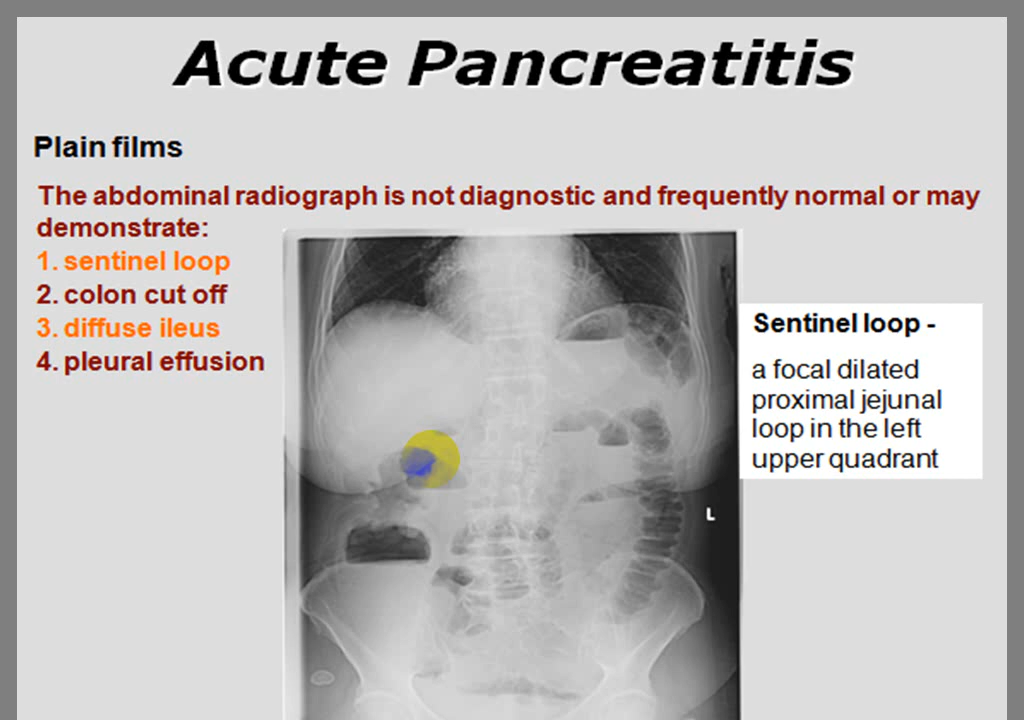 Acute Pancreatitis
Plain films
The abdominal radiograph is not diagnostic and frequently normal or may
demonstrate:
1. sentinel loop
2. colon cut off
3. diffuse ileus
4. pleural effusion
Sentinel loop -
a focal dilated
proximal jejunal
loop in the left
upper quadrant
L